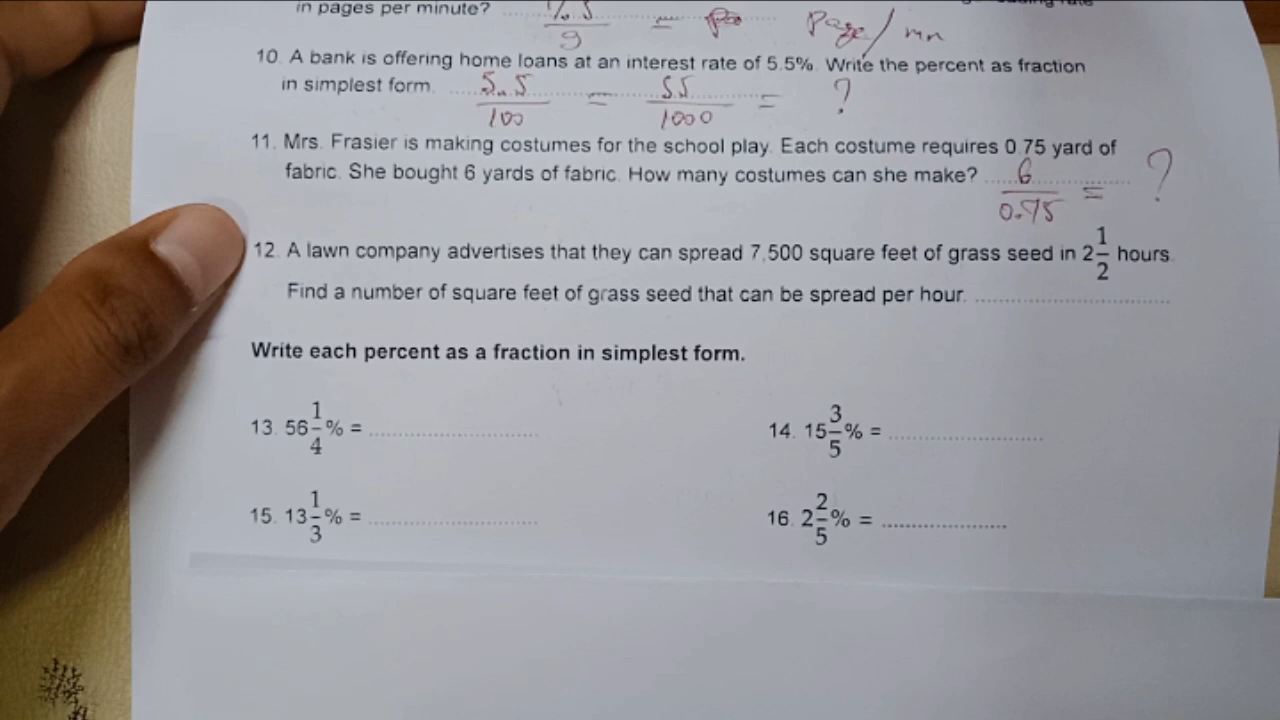 in pages per minute? = page/mn
9
10. A bank is offering home loans at an interest rate of 5.5%. Write the percent as fraction
in simplest form. 5.5/100 = 55/1000 = ?
11. Mrs. Frasier is making costumes for the school play. Each costume requires 0.75 yard of
fabric. She bought 6 yards of fabric. How many costumes can she make? 6/0.75 = ?
12. A lawn company advertises that they can spread 7,500 square feet of grass seed in 2 1/2 hours.
Find a number of square feet of grass seed that can be spread per hour.
Write each percent as a fraction in simplest form.
13. 56 1/4 % = 14. 15 3/5 % =
15. 13 1/3 % = 16. 2 2/5 % =